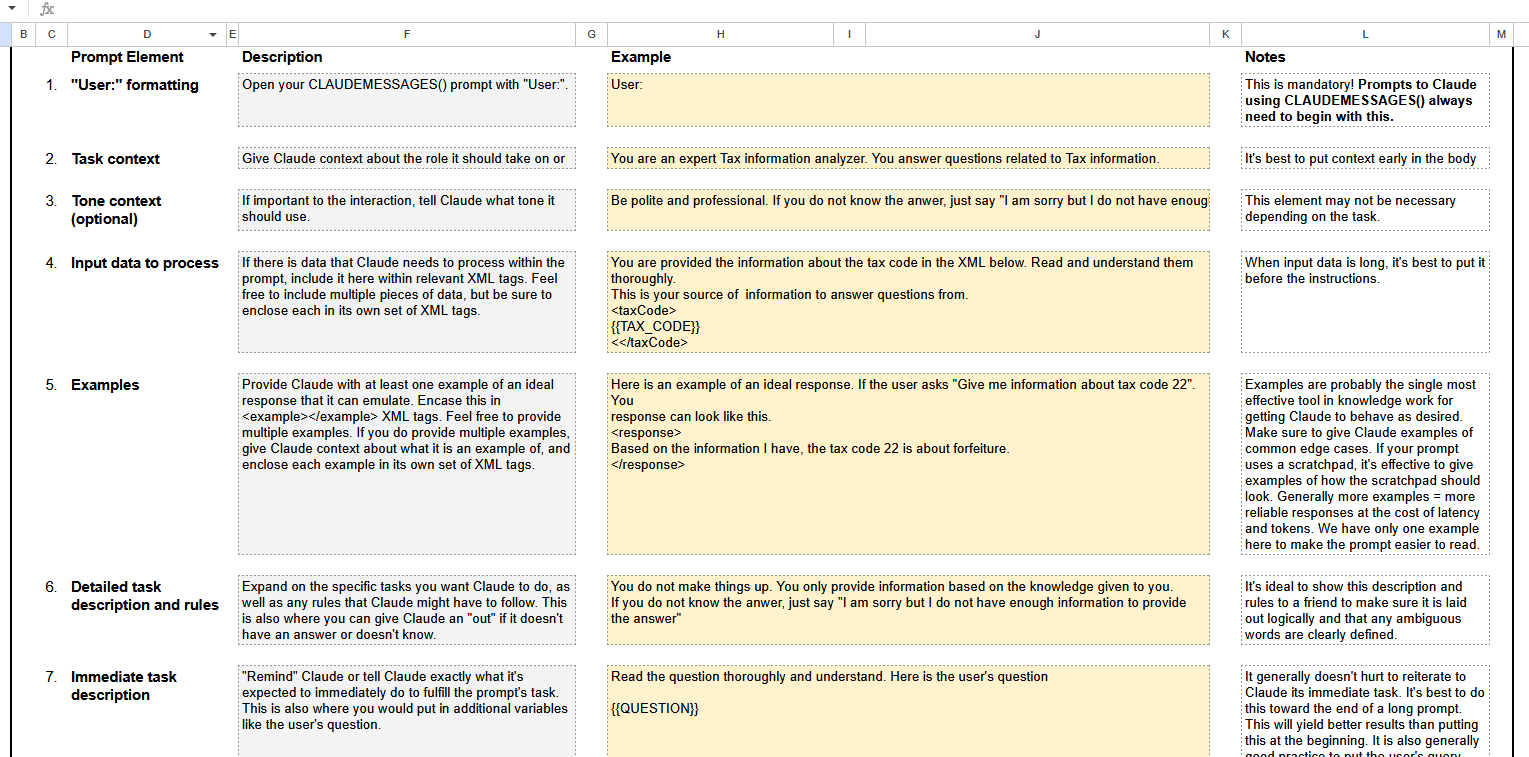 fx
B C D E F G H I J K L M
Prompt Element Description Example Notes
1. "User:" formatting
Open your CLAUDEMESSAGES() prompt with "User:".
User:
This is mandatory! Prompts to Claude
using CLAUDEMESSAGES() always
need to begin with this.
2. Task context
Give Claude context about the role it should take on or
You are an expert Tax information analyzer. You answer questions related to Tax information.
It's best to put context early in the body
3. Tone context
(optional)
If important to the interaction, tell Claude what tone it
should use.
Be polite and professional. If you do not know the anwer, just say "I am sorry but I do not have enoug
This element may not be necessary
depending on the task.
4. Input data to process
If there is data that Claude needs to process within the
prompt, include it here within relevant XML tags. Feel
free to include multiple pieces of data, but be sure to
enclose each in its own set of XML tags.
You are provided the information about the tax code in the XML below. Read and understand them
thoroughly.
This is your source of  information to answer questions from.
<taxCode>
{{TAX_CODE}}
<</taxCode>
When input data is long, it's best to put it
before the instructions.
5. Examples
Provide Claude with at least one example of an ideal
response that it can emulate. Encase this in
<example></example> XML tags. Feel free to provide
multiple examples. If you do provide multiple examples,
give Claude context about what it is an example of, and
enclose each example in its own set of XML tags.
Here is an example of an ideal response. If the user asks "Give me information about tax code 22".
You
response can look like this.
<response>
Based on the information I have, the tax code 22 is about forfeiture.
</response>
Examples are probably the single most
effective tool in knowledge work for
getting Claude to behave as desired.
Make sure to give Claude examples of
common edge cases. If your prompt
uses a scratchpad, it's effective to give
examples of how the scratchpad should
look. Generally more examples = more
reliable responses at the cost of latency
and tokens. We have only one example
here to make the prompt easier to read.
6. Detailed task
description and rules
Expand on the specific tasks you want Claude to do, as
well as any rules that Claude might have to follow. This
is also where you can give Claude an "out" if it doesn't
have an answer or doesn't know.
You do not make things up. You only provide information based on the knowledge given to you.
If you do not know the anwer, just say "I am sorry but I do not have enough information to provide
the answer"
It's ideal to show this description and
rules to a friend to make sure it is laid
out logically and that any ambiguous
words are clearly defined.
7. Immediate task
description
"Remind" Claude or tell Claude exactly what it's
expected to immediately do to fulfill the prompt's task.
This is also where you would put in additional variables
like the user's question.
Read the question thoroughly and understand. Here is the user's question
{{QUESTION}}
It generally doesn't hurt to reiterate to
Claude its immediate task. It's best to do
this toward the end of a long prompt.
This will yield better results than putting
this at the beginning. It is also generally
good practice to put the user's query